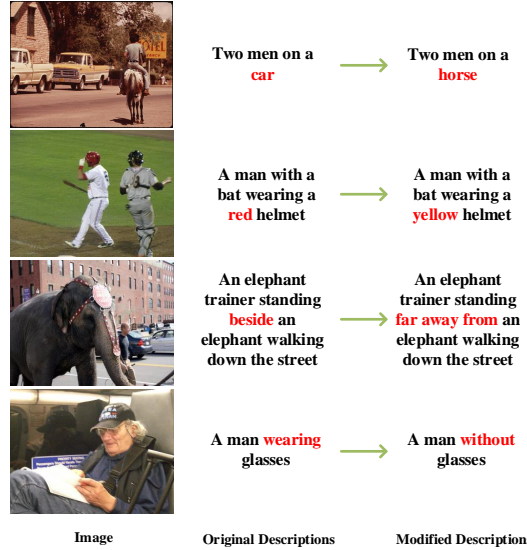 Two men on a
car
Two men on a
horse
OTEL
A man with a
bat wearing a
red helmet
A man with a
bat wearing a
yellow helmet
An elephant
trainer standing
beside an
elephant walking
down the street
An elephant
trainer standing
far away from an
elephant walking
down the street
A man wearing
glasses
A man without
glasses
Image
Original Descriptions
Modified Description